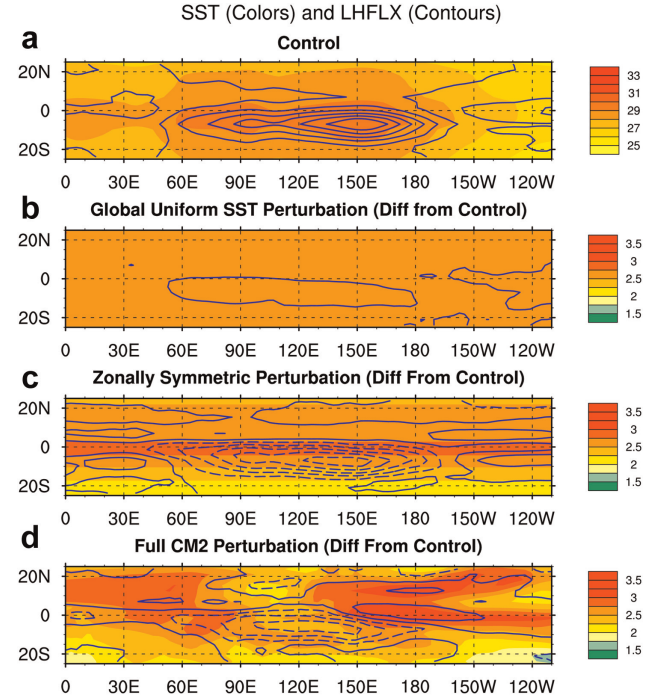 SST (Colors) and LHFLX (Contours)
a
Control
20N
0
20S
0 30E 60E 90E 120E 150E 180 150W 120W
33
31
29
27
25
b
Global Uniform SST Perturbation (Diff from Control)
20N
0
20S
0 30E 60E 90E 120E 150E 180 150W 120W
3.5
3
2.5
2
1.5
c
Zonally Symmetric Perturbation (Diff From Control)
20N
0
20S
0 30E 60E 90E 120E 150E 180 150W 120W
3.5
3
2.5
2
1.5
d
Full CM2 Perturbation (Diff From Control)
20N
0
20S
0 30E 60E 90E 120E 150E 180 150W 120W
3.5
3
2.5
2
1.5